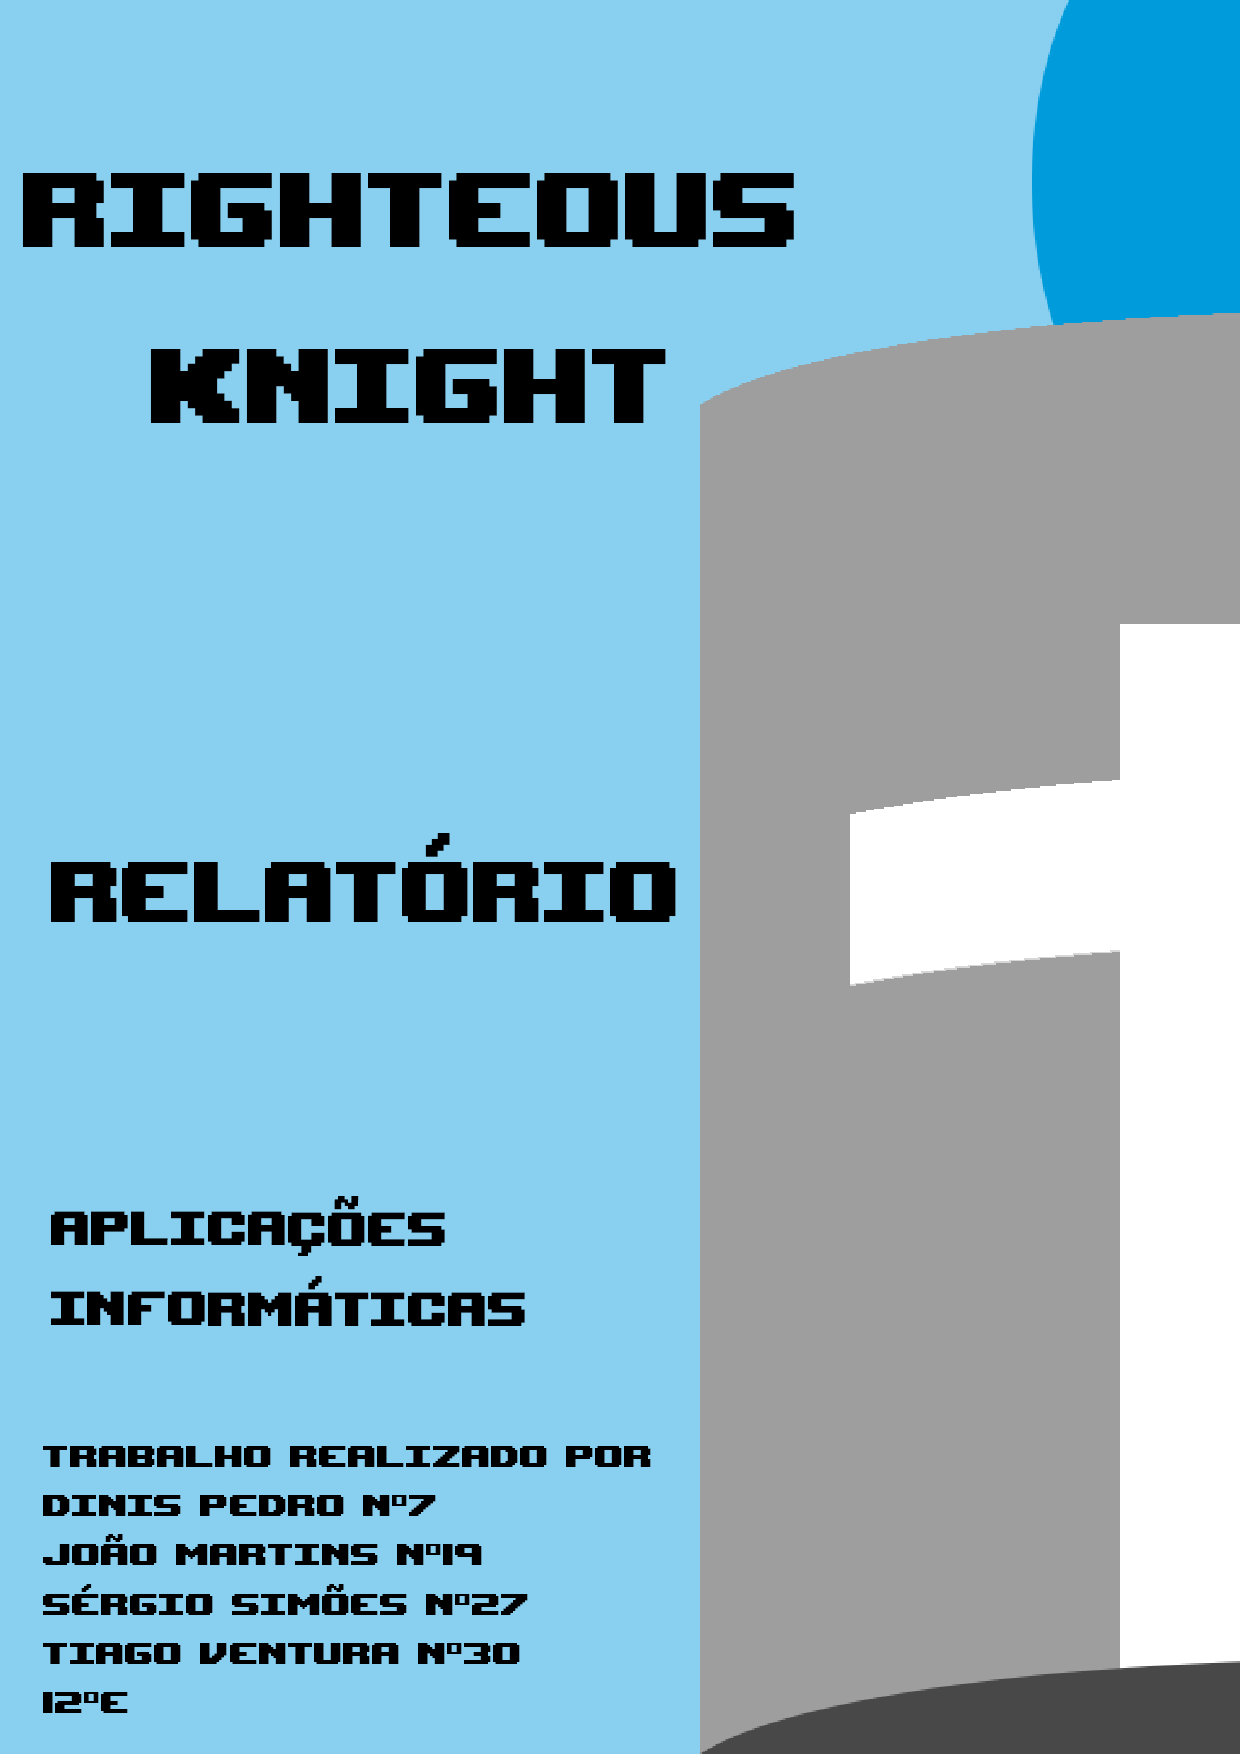 RIGHTEOUS
KNIGHT
RELATÓRIO
APLICAÇÕES
INFORMÁTICAS
TRABALHO REALIZADO POR
DINIS PEDRO Nº7
JOÃO MARTINS Nº19
SÉRGIO SIMÕES Nº27
TIAGO VENTURA Nº30
12ºE